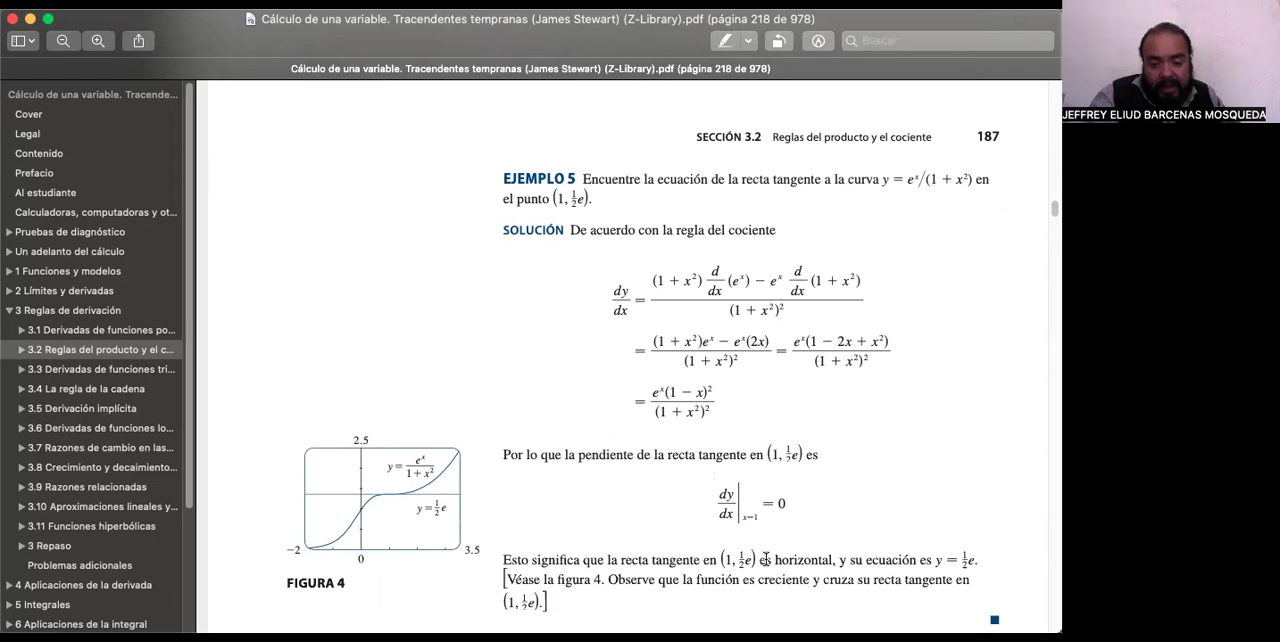 Cálculo de una variable. Tracendentes tempranas (James Stewart) (Z-Library).pdf (página 218 de 978)
Buscar
Cálculo de una variable. Tracendentes tempranas (James Stewart) (Z-Library).pdf (página 218 de 978)
Cálculo de una variable. Tracende...
Cover
Legal
Contenido
Prefacio
Al estudiante
Calculadoras, computadoras y ot...
Pruebas de diagnóstico
Un adelanto del cálculo
1 Funciones y modelos
2 Límites y derivadas
3 Reglas de derivación
3.1 Derivadas de funciones po...
3.2 Reglas del producto y el c...
3.3 Derivadas de funciones tri...
3.4 La regla de la cadena
3.5 Derivación implícita
3.6 Derivadas de funciones lo...
3.7 Razones de cambio en las...
3.8 Crecimiento y decaimiento...
3.9 Razones relacionadas
3.10 Aproximaciones lineales y...
3.11 Funciones hiperbólicas
3 Repaso
Problemas adicionales
4 Aplicaciones de la derivada
5 Integrales
6 Aplicaciones de la integral
SECCIÓN 3.2 Reglas del producto y el cociente 187
EJEMPLO 5 Encuentre la ecuación de la recta tangente a la curva y = eˣ/(1 + x²) en
el punto (1, ½e).
SOLUCIÓN De acuerdo con la regla del cociente
dy/dx = ((1 + x²) d/dx (eˣ) − eˣ d/dx (1 + x²)) / (1 + x²)²
= ((1 + x²)eˣ − eˣ(2x)) / (1 + x²)² = eˣ(1 − 2x + x²) / (1 + x²)²
= eˣ(1 − x)² / (1 + x²)²
Por lo que la pendiente de la recta tangente en (1, ½e) es
dy/dx |x−1 = 0
Esto significa que la recta tangente en (1, ½e) es horizontal, y su ecuación es y = ½e.
[Véase la figura 4. Observe que la función es creciente y cruza su recta tangente en
(1, ½e).]
2.5
y = eˣ/(1 + x²)
y = ½e
−2
0
3.5
FIGURA 4
JEFFREY ELIUD BARCENAS MOSQUEDA